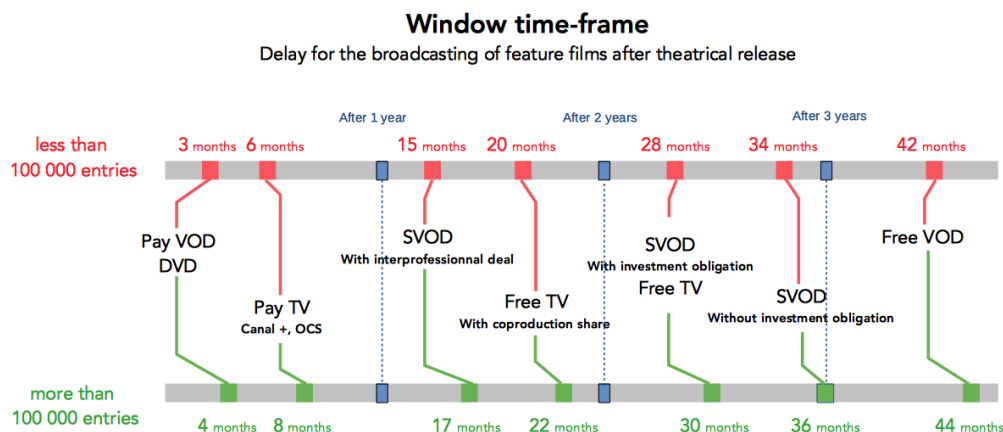 Window time-frame
Delay for the broadcasting of feature films after theatrical release
After 1 year
After 2 years
After 3 years
less than
100 000 entries
3 months
6 months
15 months
20 months
28 months
34 months
42 months
Pay VOD
DVD
Pay TV
Canal +, OCS
SVOD
With interprofessionnal deal
Free TV
With coproduction share
SVOD
With investment obligation
Free TV
SVOD
Without investment obligation
Free VOD
more than
100 000 entries
4 months
8 months
17 months
22 months
30 months
36 months
44 months